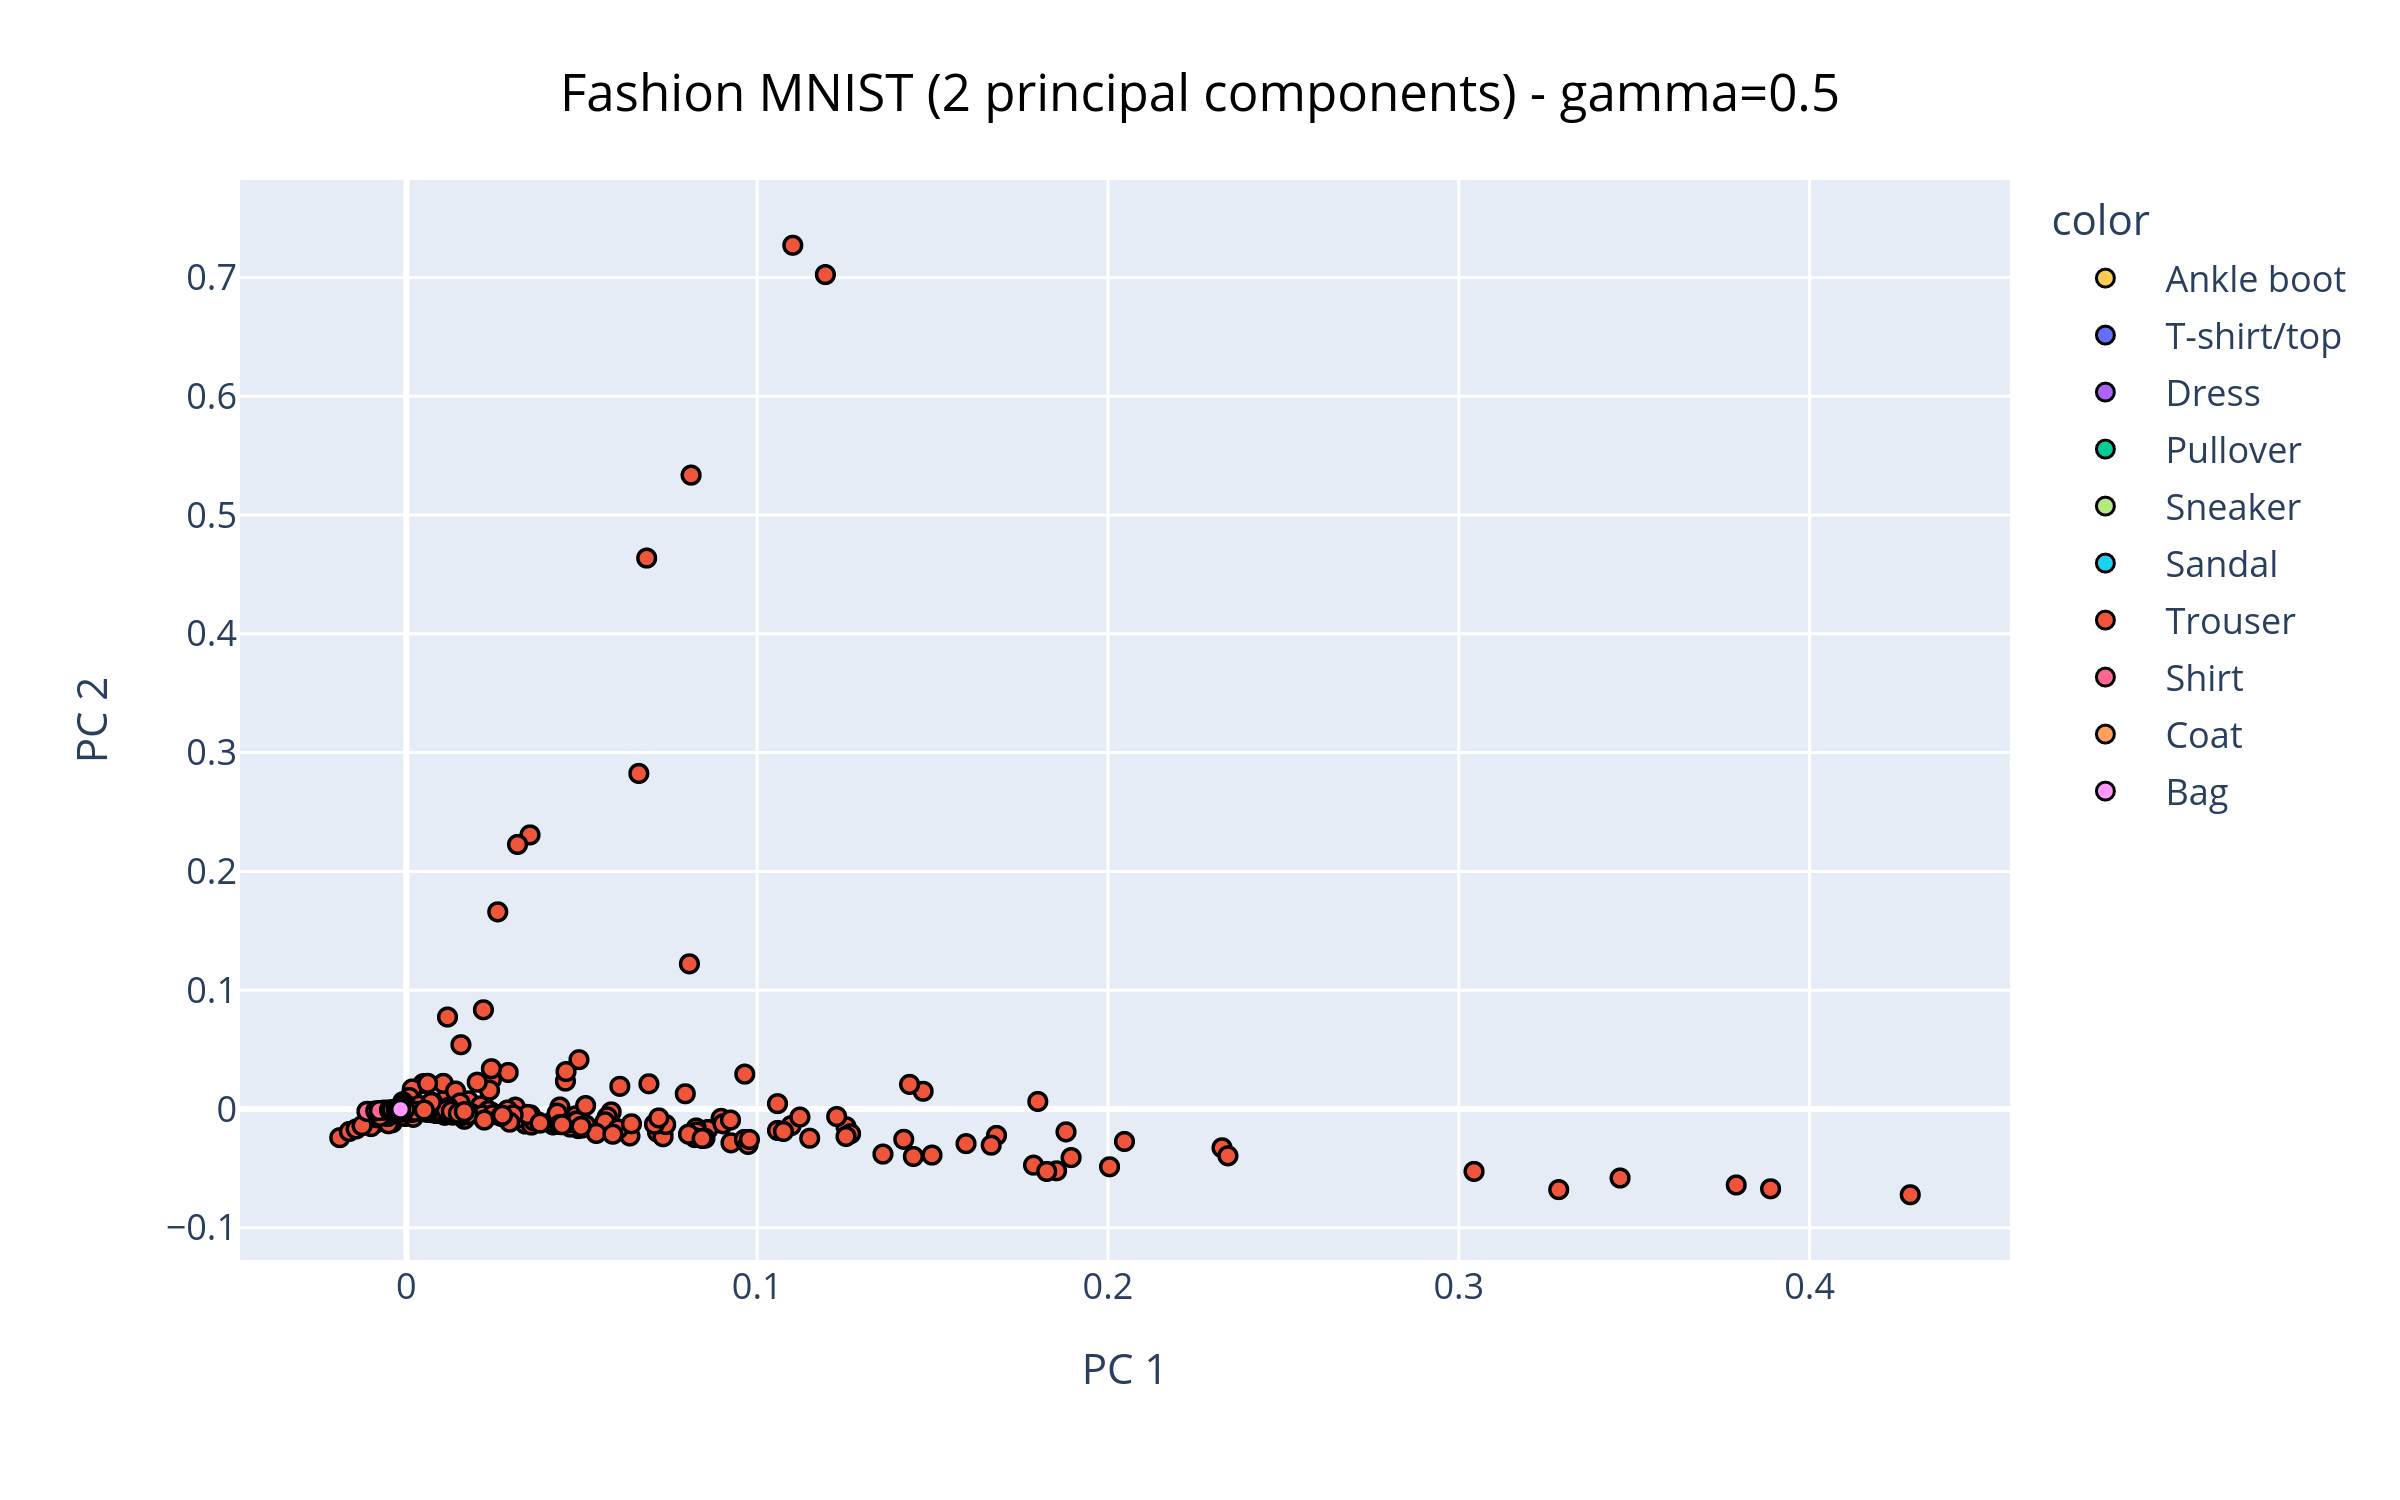 Fashion MNIST (2 principal components) - gamma=0.5
color
Ankle boot
T-shirt/top
Dress
Pullover
Sneaker
Sandal
Trouser
Shirt
Coat
Bag
PC 2
0.7
0.6
0.5
0.4
0.3
0.2
0.1
0
−0.1
0
0.1
0.2
0.3
0.4
PC 1